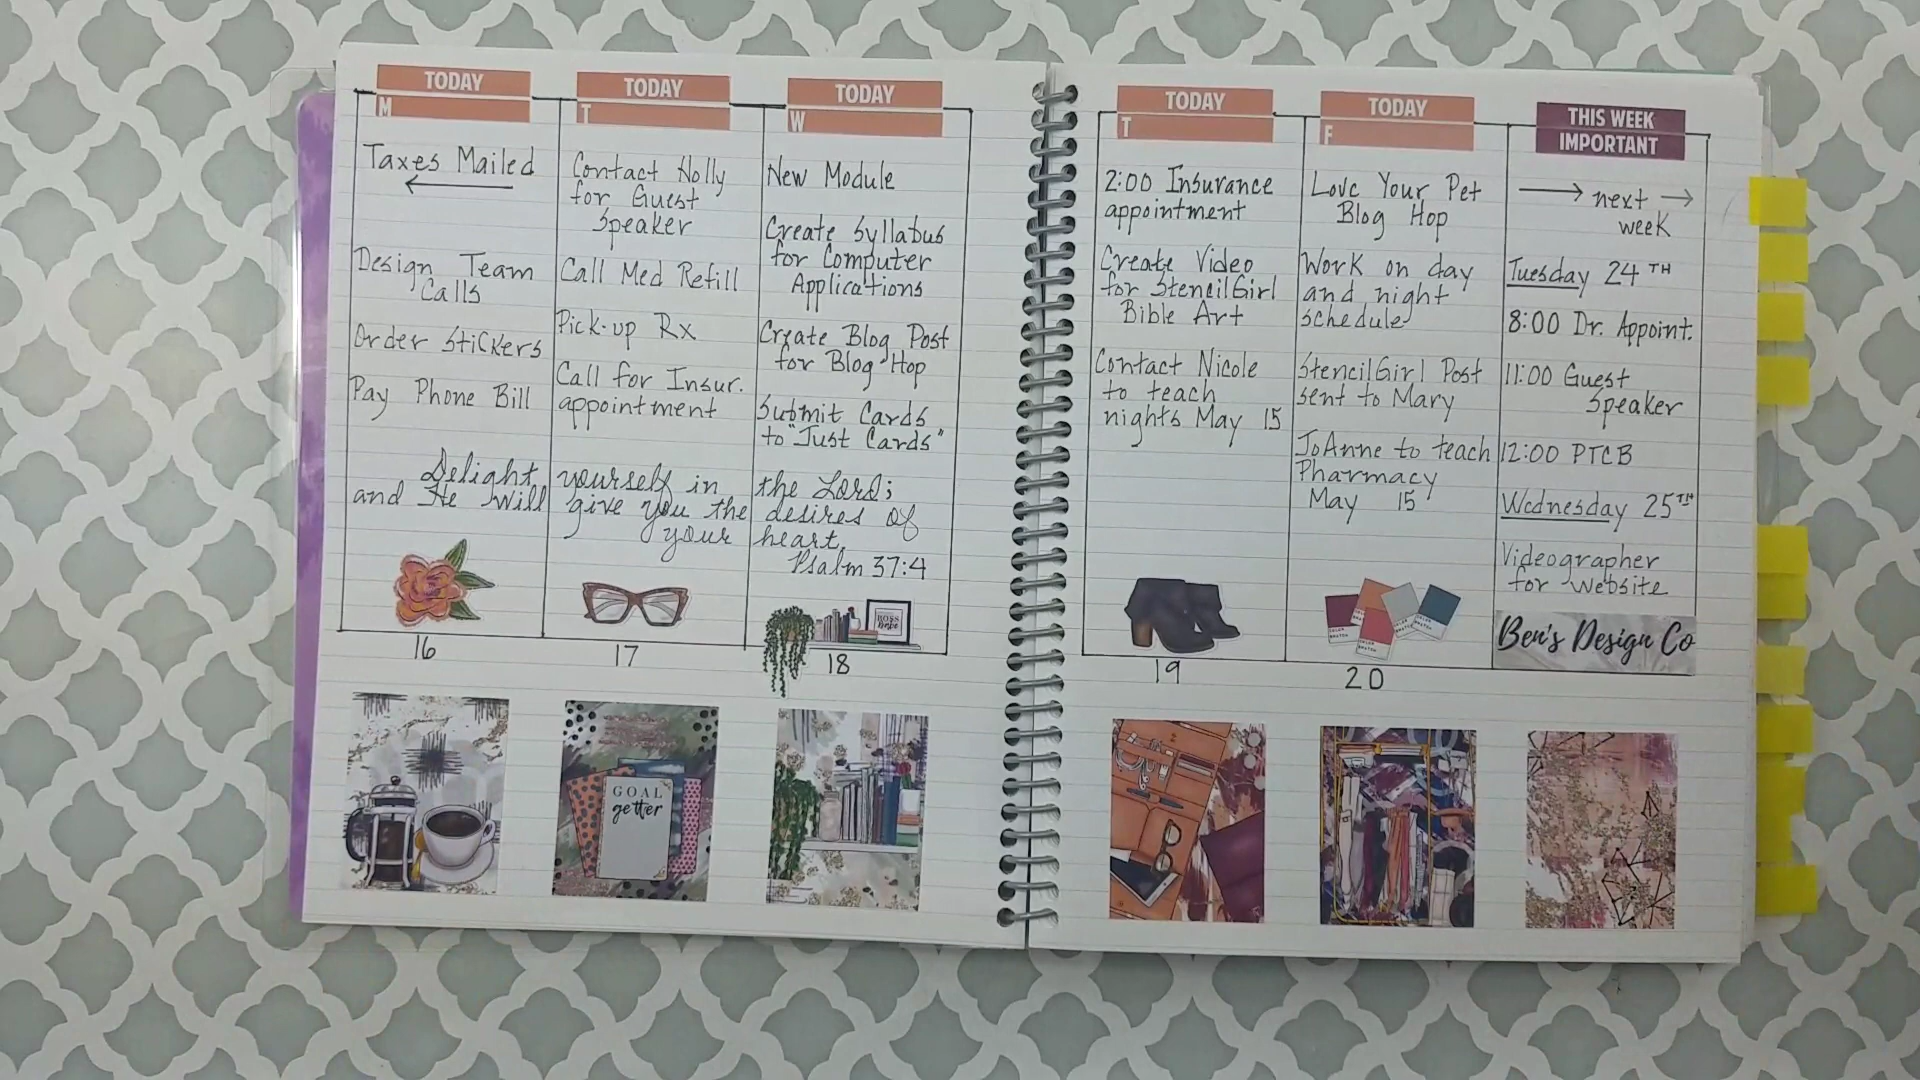 TODAY
M
Taxes Mailed
Design Team
Calls
Order Stickers
Pay Phone Bill
TODAY
T
Contact Holly
for Guest
Speaker
Call Med Refill
Pick-up Rx
Call for Insur.
appointment
TODAY
W
New Module
Create Syllabus
for Computer
Applications
Create Blog Post
for Blog Hop
Submit Cards
to "Just Cards"
Delight yourself in the Lord;
and He will give you the desires of
your heart.
Psalm 37:4
BOSS
BABE
16
17
18
GOAL
getter
TODAY
T
2:00 Insurance
appointment
Create Video
for StencilGirl
Bible Art
Contact Nicole
to teach
nights May 15
TODAY
F
Love Your Pet
Blog Hop
Work on day
and night
schedule
StencilGirl Post
sent to Mary
JoAnne to teach
Pharmacy
May 15
THIS WEEK
IMPORTANT
next
week
Tuesday 24TH
8:00 Dr. Appoint.
11:00 Guest
Speaker
12:00 PTCB
Wednesday 25TH
Videographer
for Website
Ben's Design Co
19
20